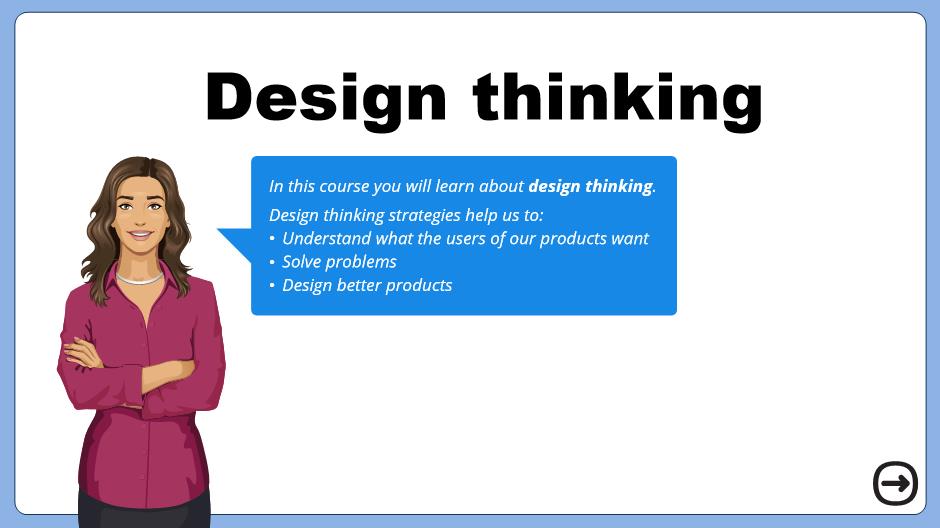 Design thinking
In this course you will learn about design thinking.
Design thinking strategies help us to:
• Understand what the users of our products want
• Solve problems
• Design better products